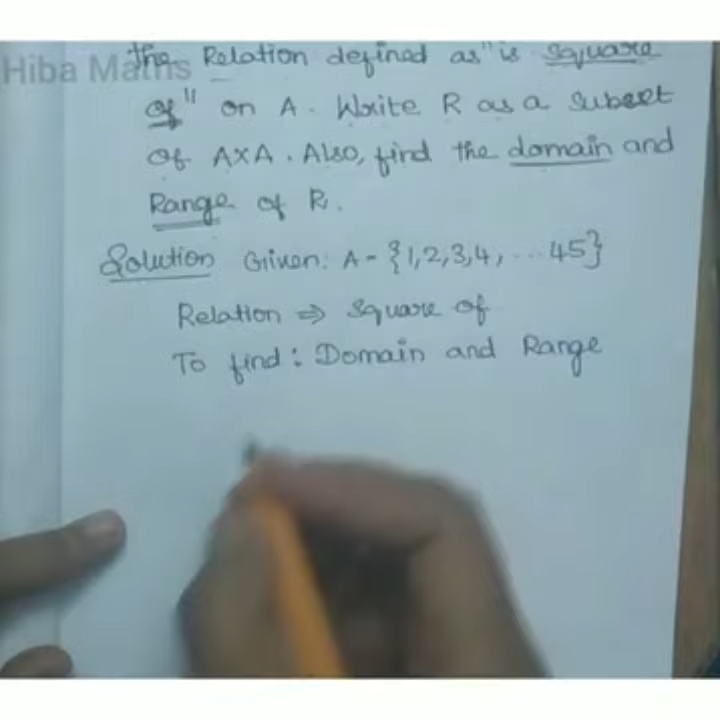 Hiba Maths
the Relation defined as "is square
of" on A. Write R as a subset
of A×A. Also, find the domain and
Range of R.
Solution Given: A = {1,2,3,4, ... 45}
Relation ⇒ Square of
To find: Domain and Range